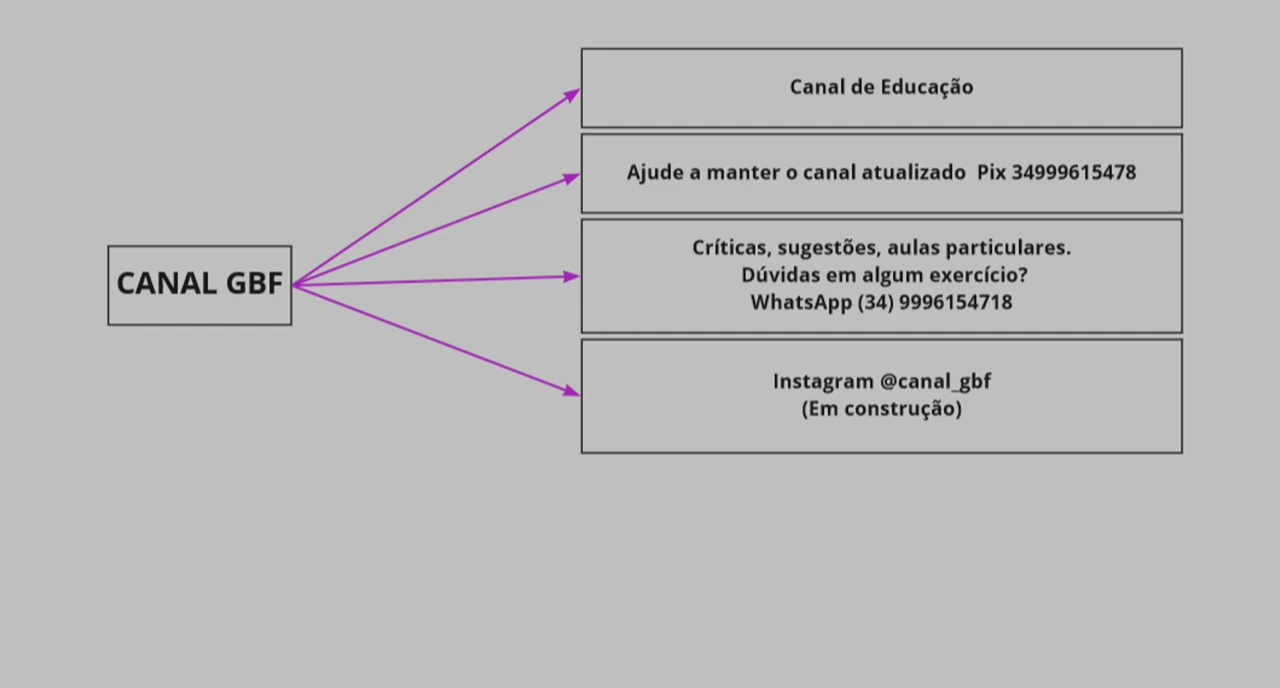 Canal de Educação
Ajude a manter o canal atualizado  Pix 34999615478
CANAL GBF
Críticas, sugestões, aulas particulares.
Dúvidas em algum exercício?
WhatsApp (34) 9996154718
Instagram @canal_gbf
(Em construção)